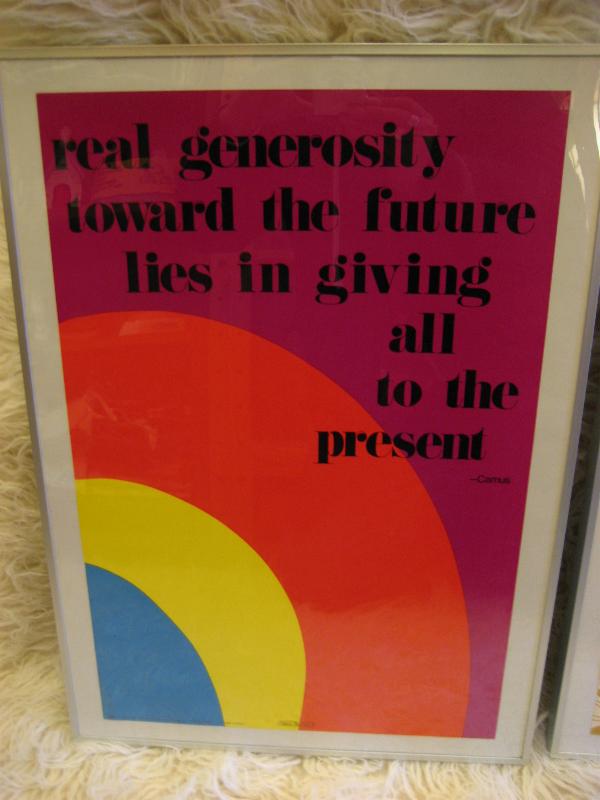 real generosity
toward the future
lies in giving
all
to the
present
—Camus